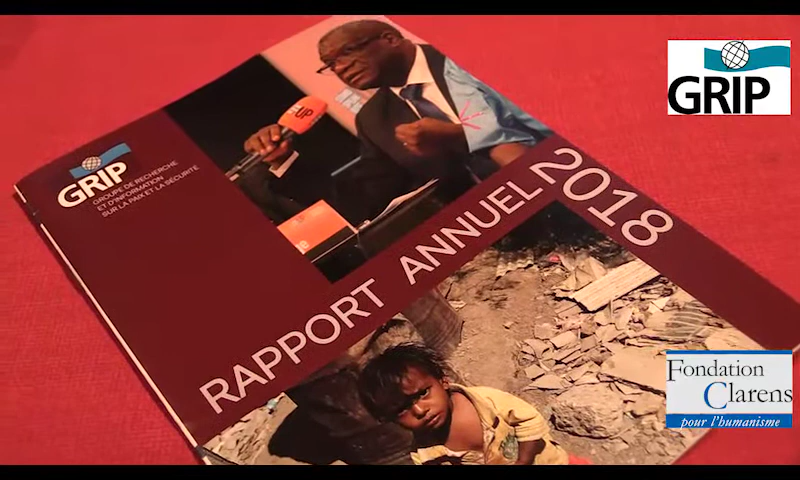 GRIP
GRIP
GROUPE DE RECHERCHE
ET D'INFORMATION
SUR LA PAIX ET LA SÉCURITÉ
RAPPORT ANNUEL 2018
Fondation
Clarens
pour l'humanisme